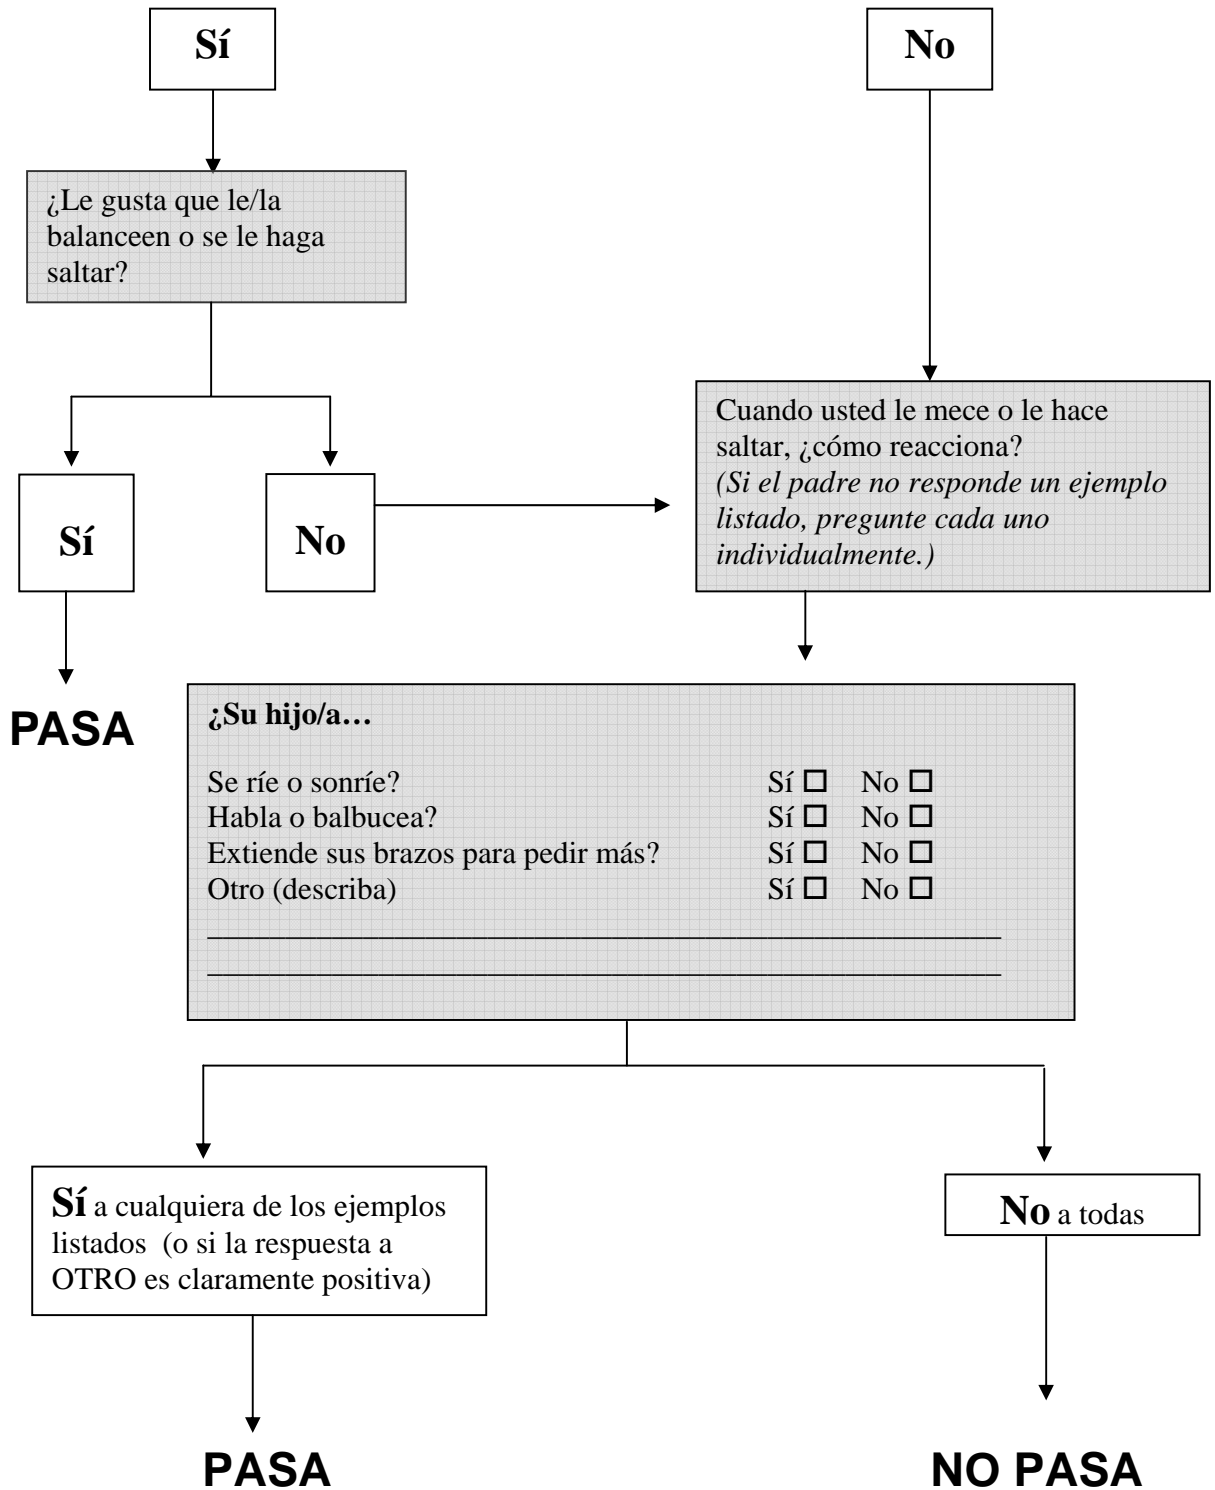 Sí
No
¿Le gusta que le/la
balanceen o se le haga
saltar?
Cuando usted le mece o le hace
saltar, ¿cómo reacciona?
(Si el padre no responde un ejemplo
listado, pregunte cada uno
individualmente.)
Sí
No
PASA
¿Su hijo/a…
Se ríe o sonríe? Sí □ No □
Habla o balbucea? Sí □ No □
Extiende sus brazos para pedir más? Sí □ No □
Otro (describa) Sí □ No □
Sí a cualquiera de los ejemplos
listados (o si la respuesta a
OTRO es claramente positiva)
No a todas
PASA
NO PASA